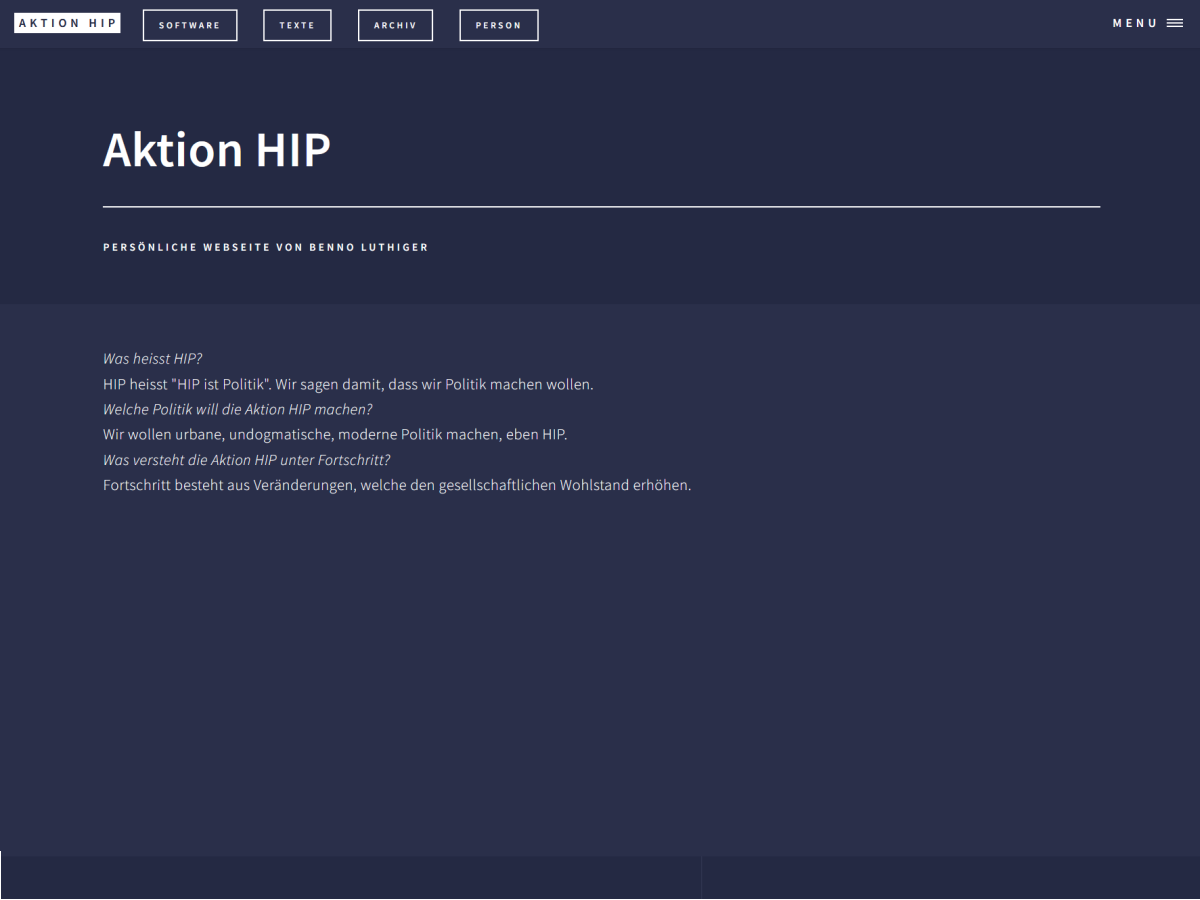 AKTION HIP
SOFTWARE
TEXTE
ARCHIV
PERSON
MENU
Aktion HIP
PERSÖNLICHE WEBSEITE VON BENNO LUTHIGER
Was heisst HIP?
HIP heisst "HIP ist Politik". Wir sagen damit, dass wir Politik machen wollen.
Welche Politik will die Aktion HIP machen?
Wir wollen urbane, undogmatische, moderne Politik machen, eben HIP.
Was versteht die Aktion HIP unter Fortschritt?
Fortschritt besteht aus Veränderungen, welche den gesellschaftlichen Wohlstand erhöhen.